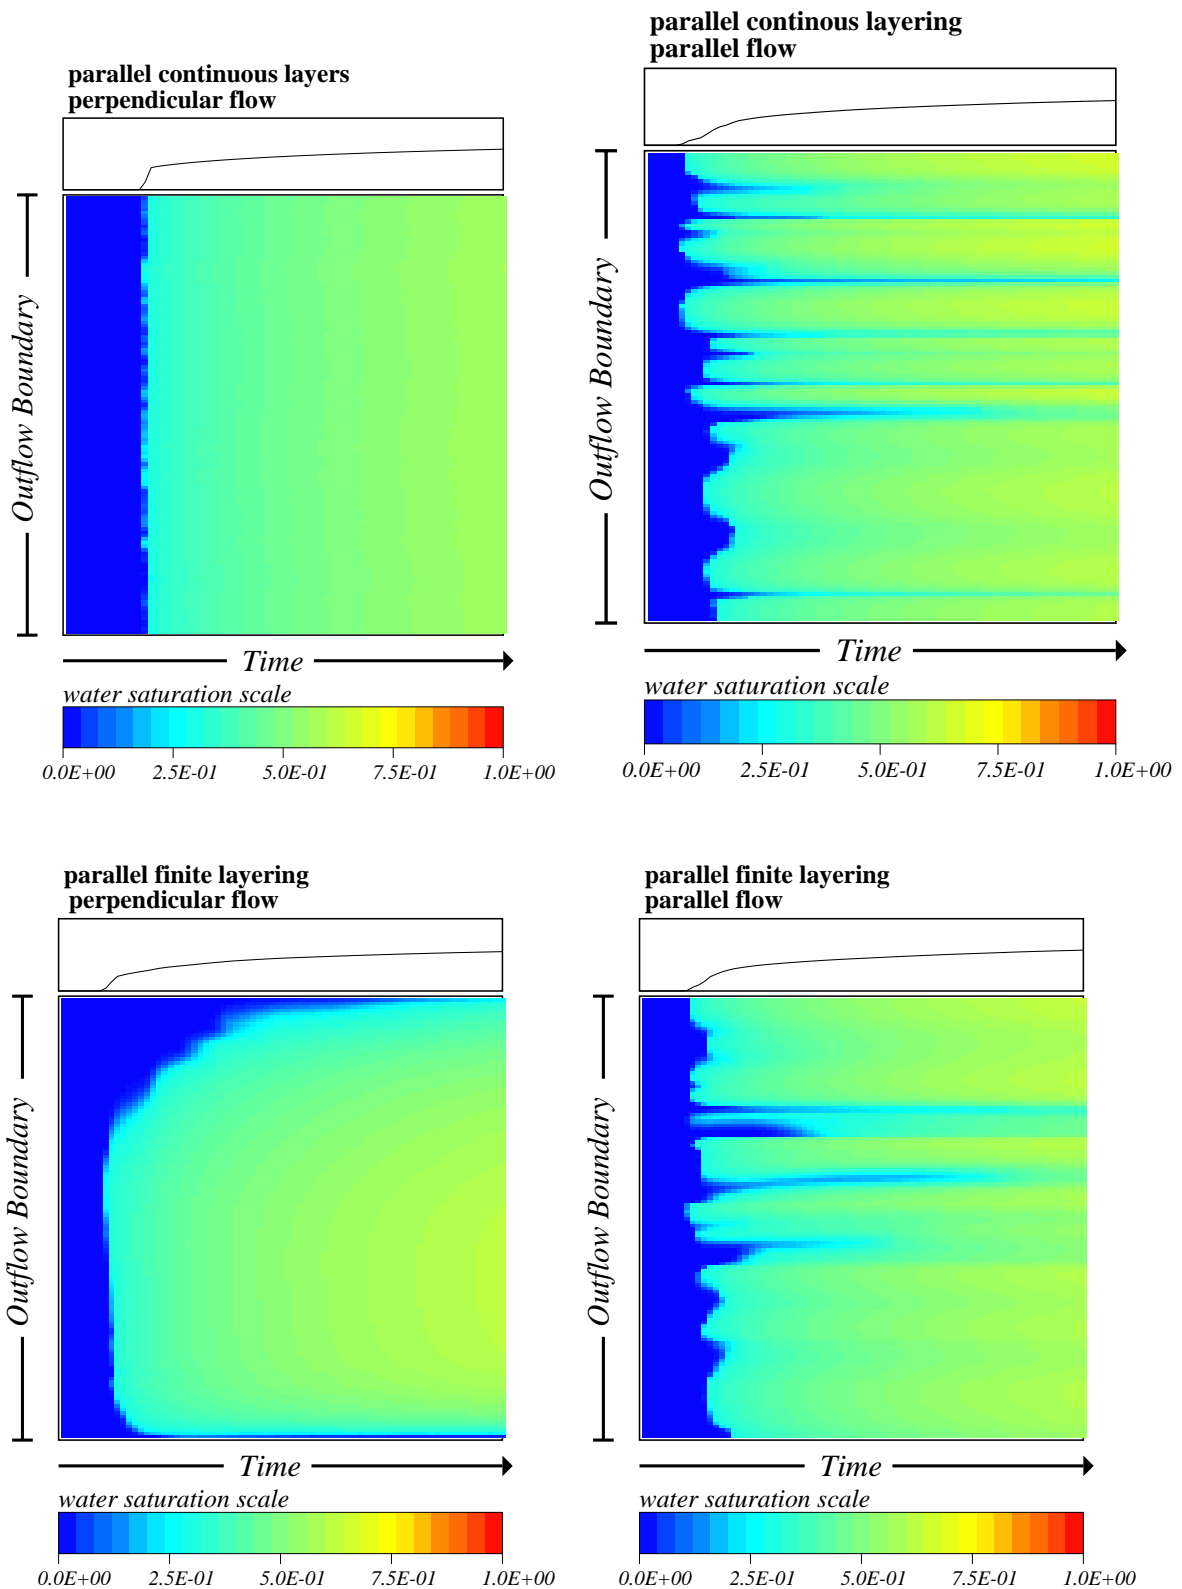 parallel continuous layers
perpendicular flow
Outflow Boundary
Time
water saturation scale
0.0E+00 2.5E-01 5.0E-01 7.5E-01 1.0E+00
parallel continous layering
parallel flow
Outflow Boundary
Time
water saturation scale
0.0E+00 2.5E-01 5.0E-01 7.5E-01 1.0E+00
parallel finite layering
perpendicular flow
Outflow Boundary
Time
water saturation scale
0.0E+00 2.5E-01 5.0E-01 7.5E-01 1.0E+00
parallel finite layering
parallel flow
Outflow Boundary
Time
water saturation scale
0.0E+00 2.5E-01 5.0E-01 7.5E-01 1.0E+00